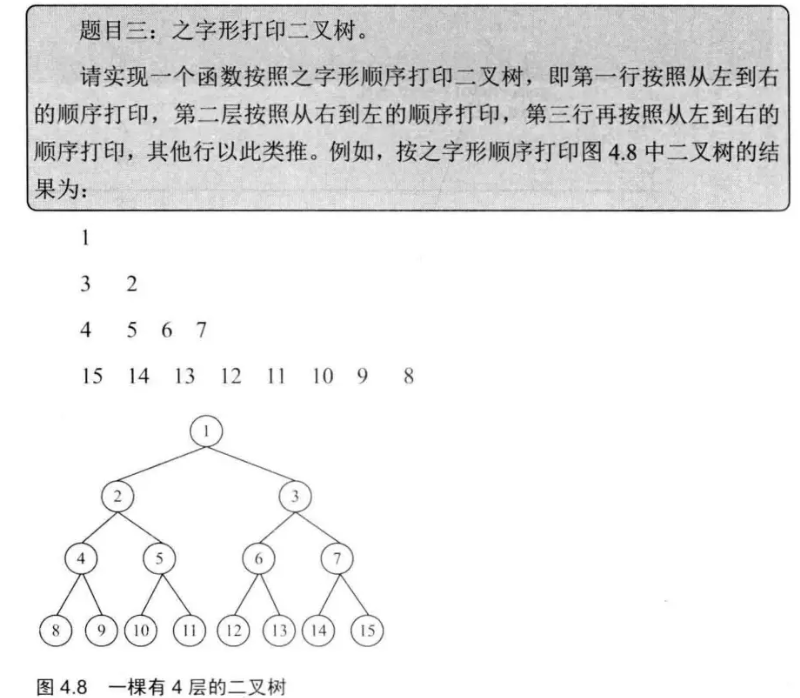 题目三：之字形打印二叉树。
请实现一个函数按照之字形顺序打印二叉树，即第一行按照从左到右
的顺序打印，第二层按照从右到左的顺序打印，第三行再按照从左到右的
顺序打印，其他行以此类推。例如，按之字形顺序打印图 4.8 中二叉树的结
果为：
1
3 2
4 5 6 7
15 14 13 12 11 10 9 8
1
2 3
4 5 6 7
8 9 10 11 12 13 14 15
图 4.8 一棵有 4 层的二叉树